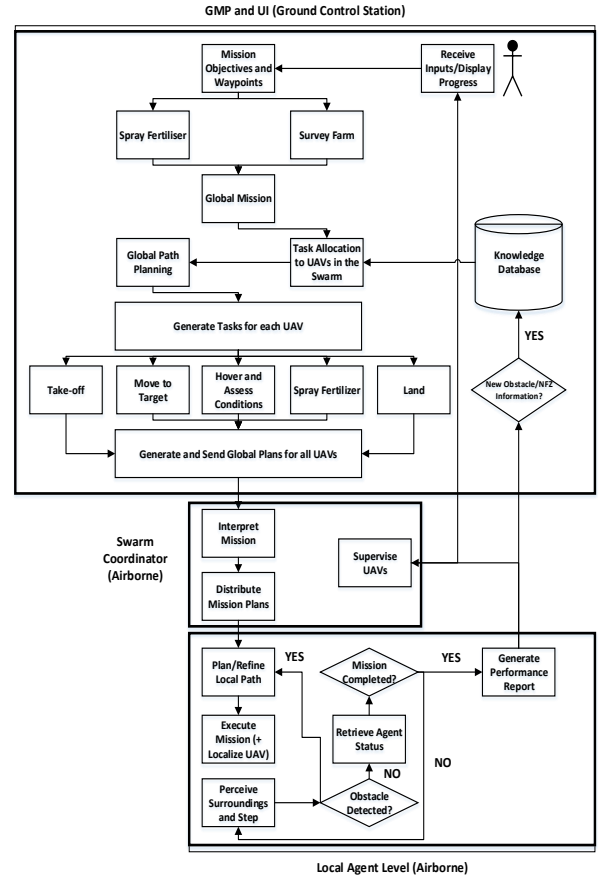 GMP and UI (Ground Control Station)
Mission
Objectives and
Waypoints
Receive
Inputs/Display
Progress
Spray Fertiliser
Survey Farm
Global Mission
Global Path
Planning
Task Allocation
to UAVs in the
Swarm
Knowledge
Database
Generate Tasks for each UAV
YES
Take-off
Move to
Target
Hover and
Assess
Conditions
Spray Fertilizer
Land
New Obstacle/NFZ
Information?
Generate and Send Global Plans for all UAVs
Swarm
Coordinator
(Airborne)
Interpret
Mission
Supervise
UAVs
Distribute
Mission Plans
Plan/Refine
Local Path
YES
Mission
Completed?
YES
Generate
Performance
Report
Execute
Mission (+
Localize UAV)
Retrieve Agent
Status
NO
NO
Perceive
Surroundings
and Step
Obstacle
Detected?
Local Agent Level (Airborne)